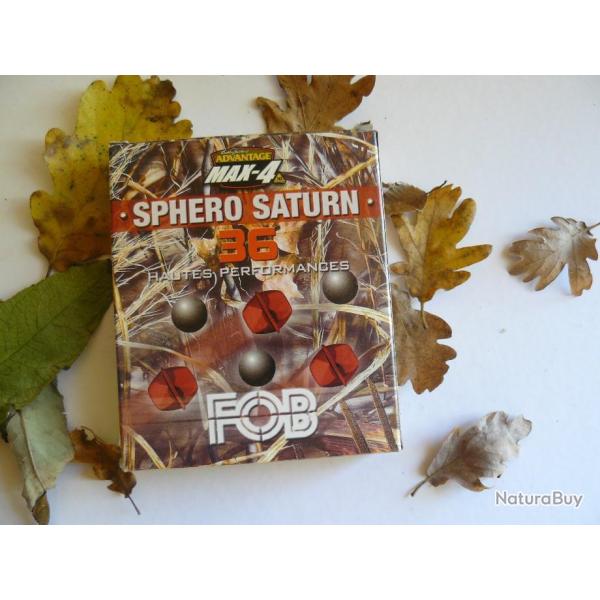 ADVANTAGE
MAX-4
· SPHERO SATURN ·
36
HAUTES PERFORMANCES
FOB
NaturaBuy